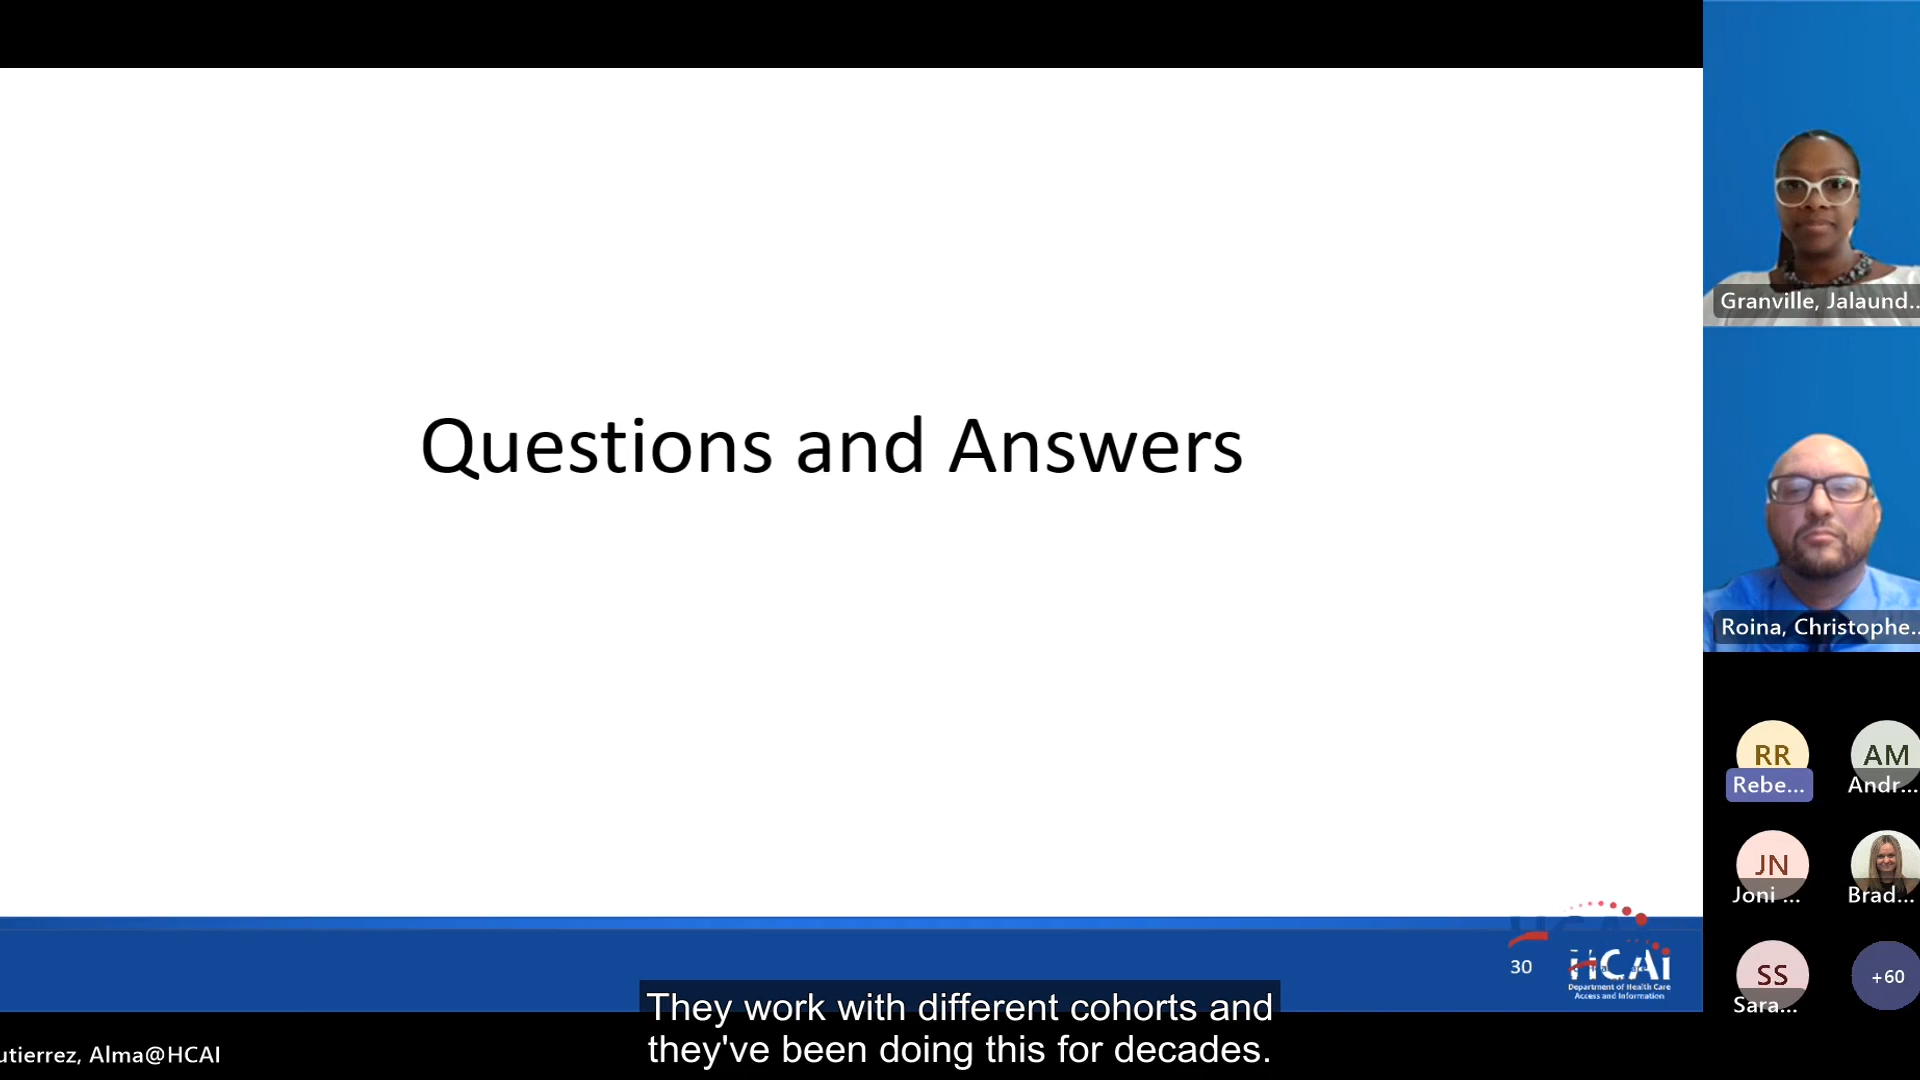 Questions and Answers
Granville, Jalaund...
Roina, Christophe...
RR
Rebe...
AM
Andr...
JN
Joni ...
Brad...
SS
Sara...
+60
30
HCAi
Department of Health Care
Access and Information
They work with different cohorts and
they've been doing this for decades.
utierrez, Alma@HCAI